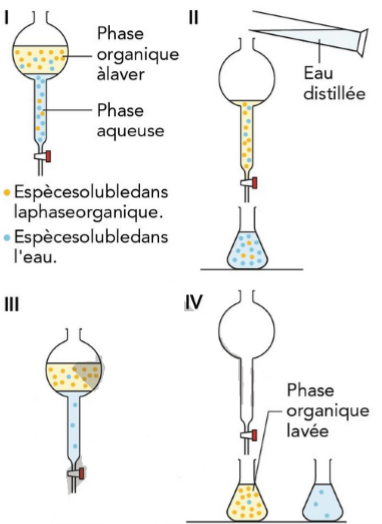 I
Phase
organique
àlaver
Phase
aqueuse
Espècesolubledans
laphaseorganique.
Espècesolubledans
l'eau.
II
Eau
distillée
III
IV
Phase
organique
lavée